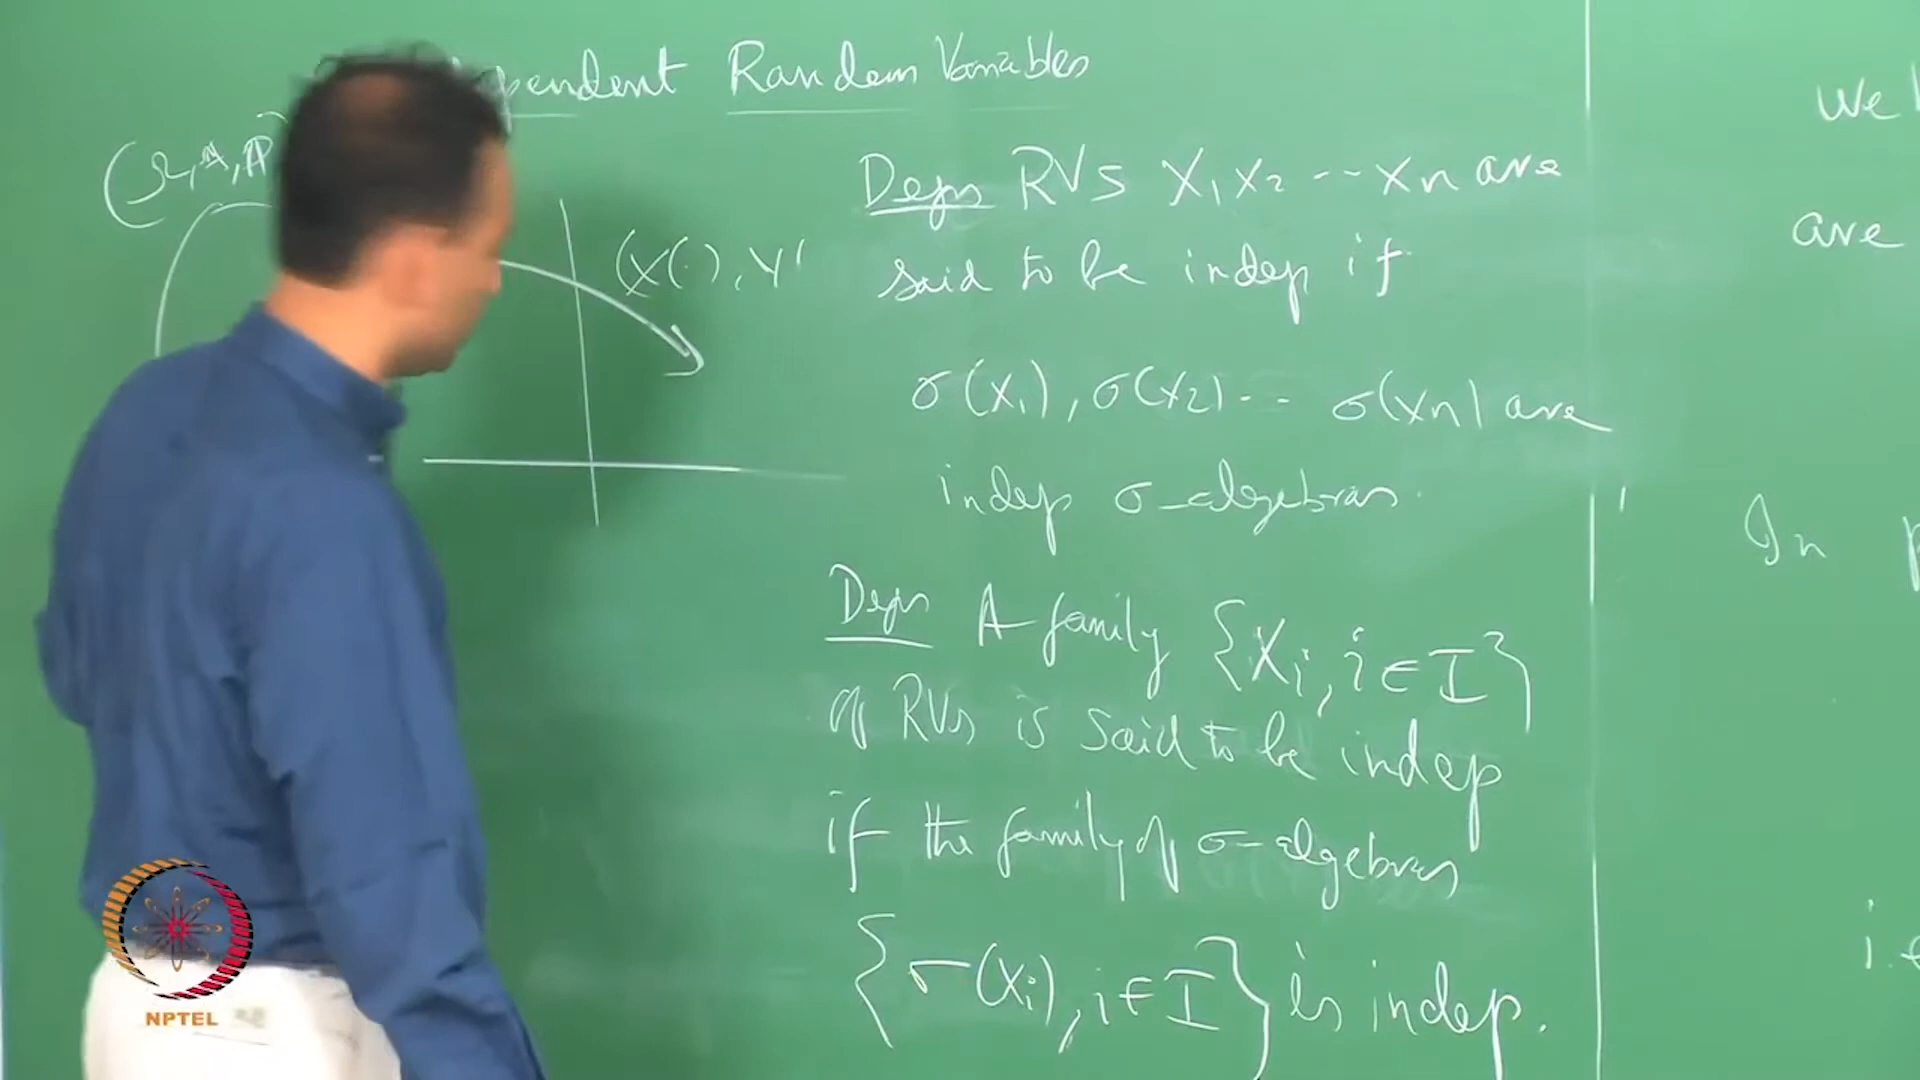 pendent Random Variables
(Ω, A, P
(X(·), Y(
Defn RVs X1 X2 --- Xn are
said to be indep if
σ(X1), σ(X2) --- σ(Xn) are
indep σ-algebras.
Defn A family {Xi, i∈I}
of RVs is said to be indep
if the family of σ-algebras
{σ(Xi), i∈I} is indep.
We
are
In
i.e
NPTEL